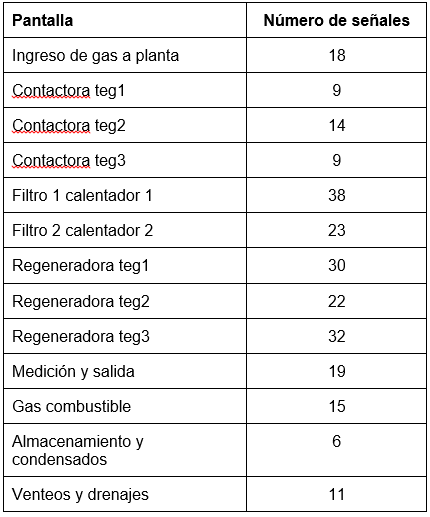 Pantalla Número de señales
Ingreso de gas a planta 18
Contactora teg1 9
Contactora teg2 14
Contactora teg3 9
Filtro 1 calentador 1 38
Filtro 2 calentador 2 23
Regeneradora teg1 30
Regeneradora teg2 22
Regeneradora teg3 32
Medición y salida 19
Gas combustible 15
Almacenamiento y 6
condensados
Venteos y drenajes 11